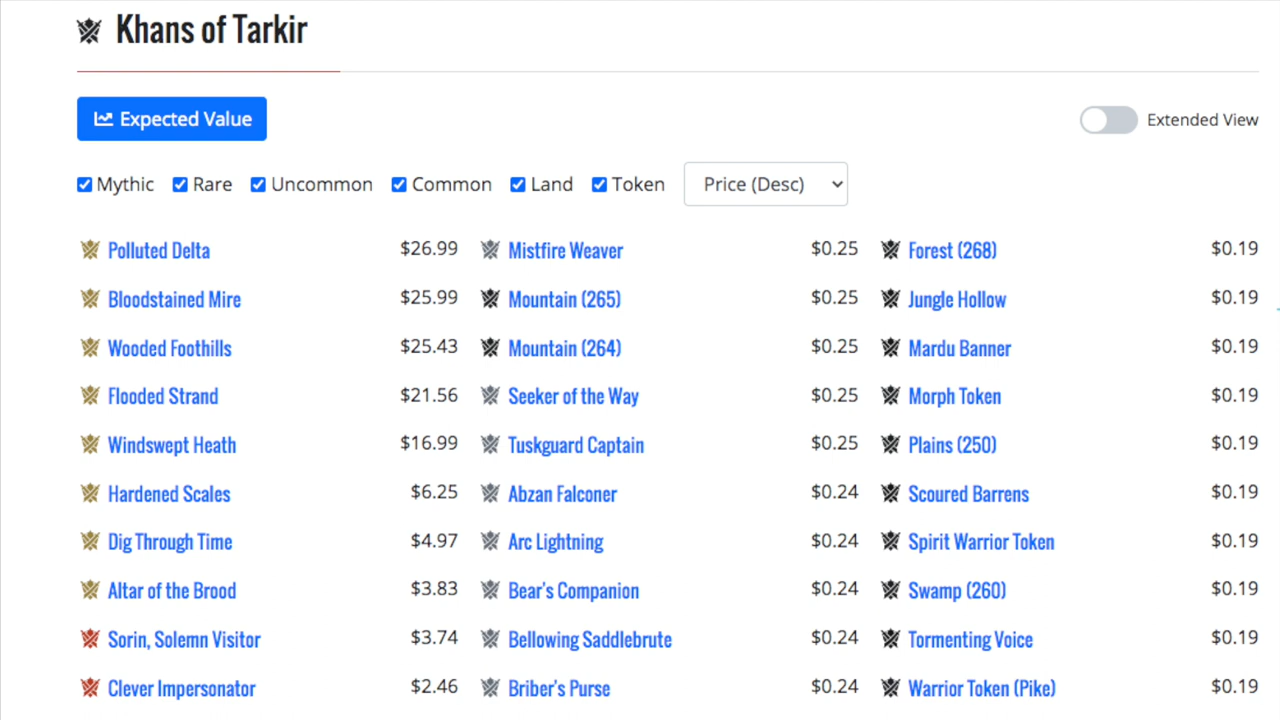 Khans of Tarkir
Expected Value
Extended View
Mythic Rare Uncommon Common Land Token Price (Desc)
Polluted Delta $26.99 Mistfire Weaver $0.25 Forest (268) $0.19
Bloodstained Mire $25.99 Mountain (265) $0.25 Jungle Hollow $0.19
Wooded Foothills $25.43 Mountain (264) $0.25 Mardu Banner $0.19
Flooded Strand $21.56 Seeker of the Way $0.25 Morph Token $0.19
Windswept Heath $16.99 Tuskguard Captain $0.25 Plains (250) $0.19
Hardened Scales $6.25 Abzan Falconer $0.24 Scoured Barrens $0.19
Dig Through Time $4.97 Arc Lightning $0.24 Spirit Warrior Token $0.19
Altar of the Brood $3.83 Bear's Companion $0.24 Swamp (260) $0.19
Sorin, Solemn Visitor $3.74 Bellowing Saddlebrute $0.24 Tormenting Voice $0.19
Clever Impersonator $2.46 Briber's Purse $0.24 Warrior Token (Pike) $0.19